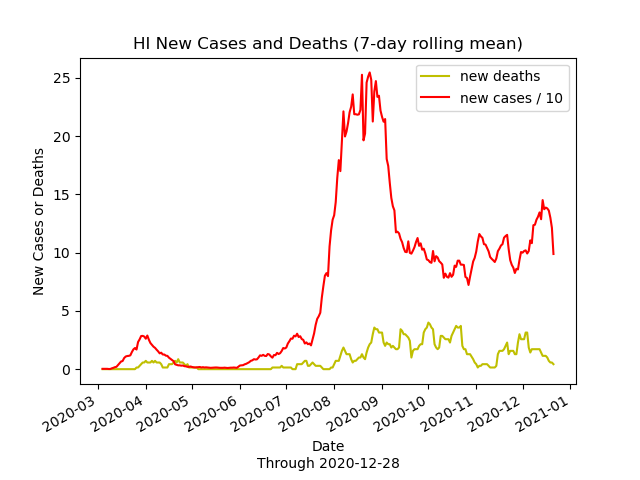 HI New Cases and Deaths (7-day rolling mean)
new deaths
new cases / 10
New Cases or Deaths
25
20
15
10
5
0
2020-03
2020-04
2020-05
2020-06
2020-07
2020-08
2020-09
2020-10
2020-11
2020-12
2021-01
Date
Through 2020-12-28